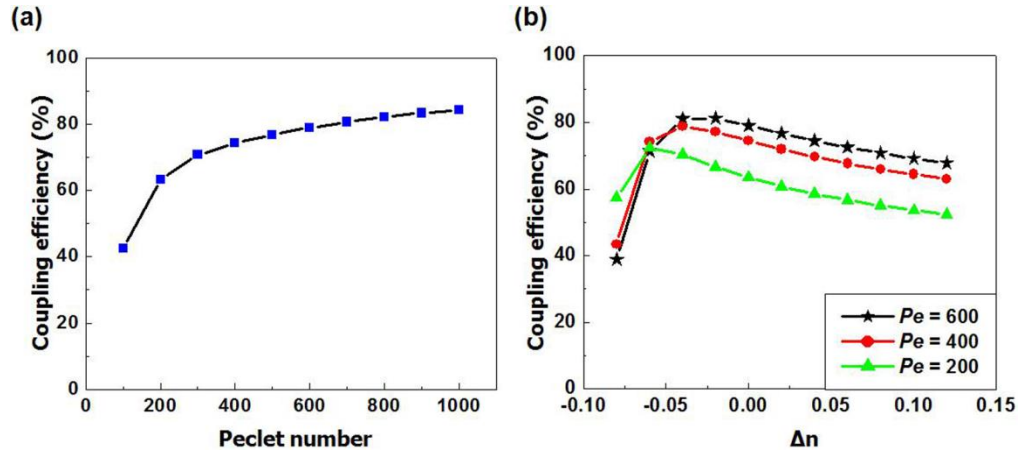 (a)
Coupling efficiency (%)
100
80
60
40
20
0
0
200
400
600
800
1000
Peclet number
(b)
Coupling efficiency (%)
100
80
60
40
20
0
-0.10
-0.05
0.00
0.05
0.10
0.15
Δn
Pe = 600
Pe = 400
Pe = 200